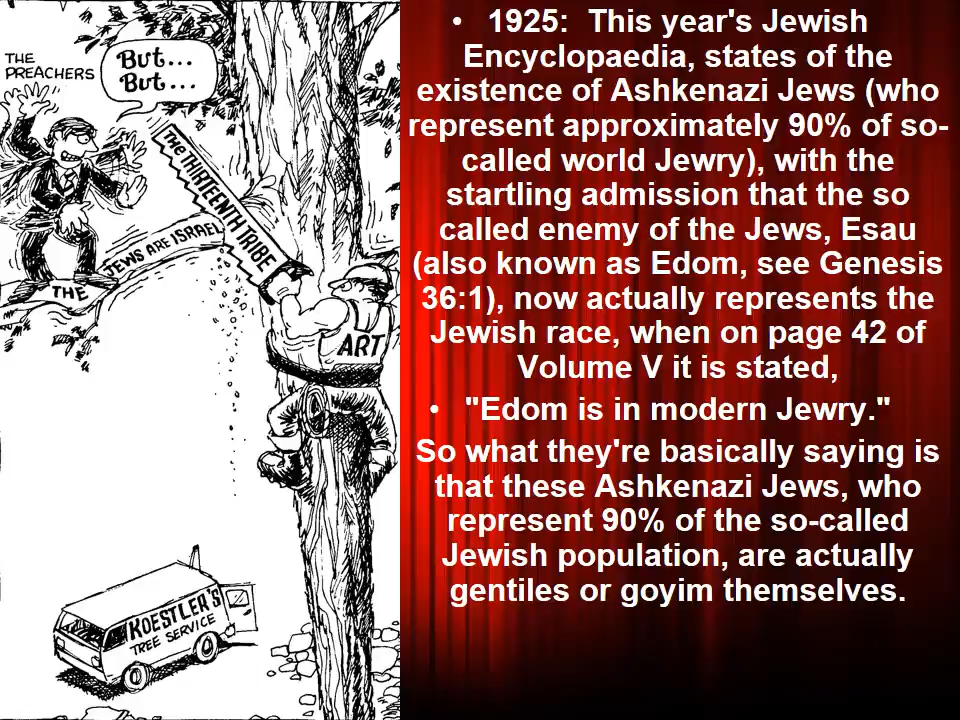 THE
PREACHERS
But...
But...
THE THIRTEENTH TRIBE
JEWS ARE ISRAEL
THE
ART
KOESTLER'S
TREE SERVICE
• 1925: This year's Jewish
Encyclopaedia, states of the
existence of Ashkenazi Jews (who
represent approximately 90% of so-
called world Jewry), with the
startling admission that the so
called enemy of the Jews, Esau
(also known as Edom, see Genesis
36:1), now actually represents the
Jewish race, when on page 42 of
Volume V it is stated,
• "Edom is in modern Jewry."
So what they're basically saying is
that these Ashkenazi Jews, who
represent 90% of the so-called
Jewish population, are actually
gentiles or goyim themselves.